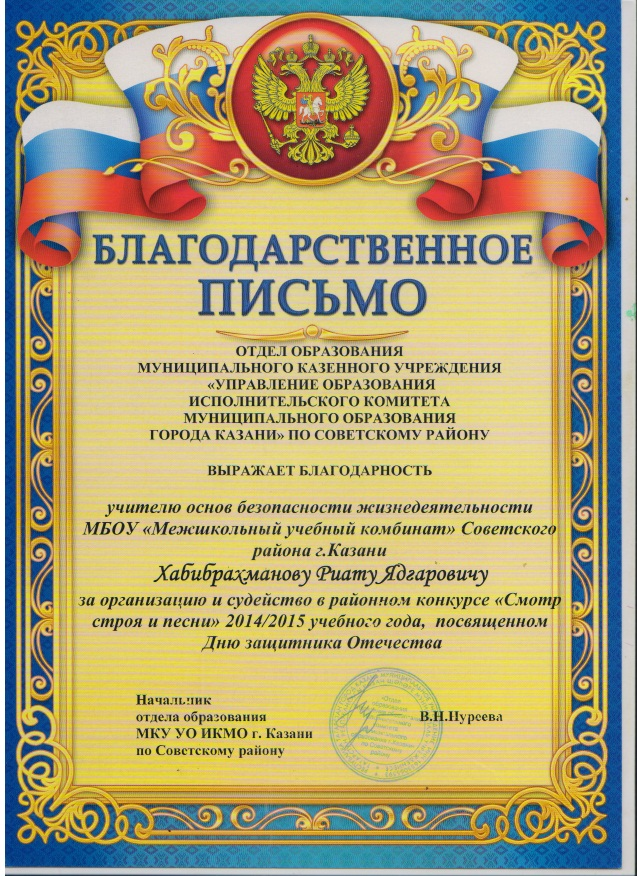 БЛАГОДАРСТВЕННОЕ
ПИСЬМО
ОТДЕЛ ОБРАЗОВАНИЯ
МУНИЦИПАЛЬНОГО КАЗЕННОГО УЧРЕЖДЕНИЯ
«УПРАВЛЕНИЕ ОБРАЗОВАНИЯ
ИСПОЛНИТЕЛЬСКОГО КОМИТЕТА
МУНИЦИПАЛЬНОГО ОБРАЗОВАНИЯ
ГОРОДА КАЗАНИ» ПО СОВЕТСКОМУ РАЙОНУ
ВЫРАЖАЕТ БЛАГОДАРНОСТЬ
учителю основ безопасности жизнедеятельности
МБОУ «Межшкольный учебный комбинат» Советского
района г.Казани
Хабибрахманову Риату Ядгаровичу
за организацию и судейство в районном конкурсе «Смотр
строя и песни» 2014/2015 учебного года, посвященном
Дню защитника Отечества
Начальник
отдела образования
МКУ УО ИКМО г. Казани
по Советскому району
В.Н.Нуреева